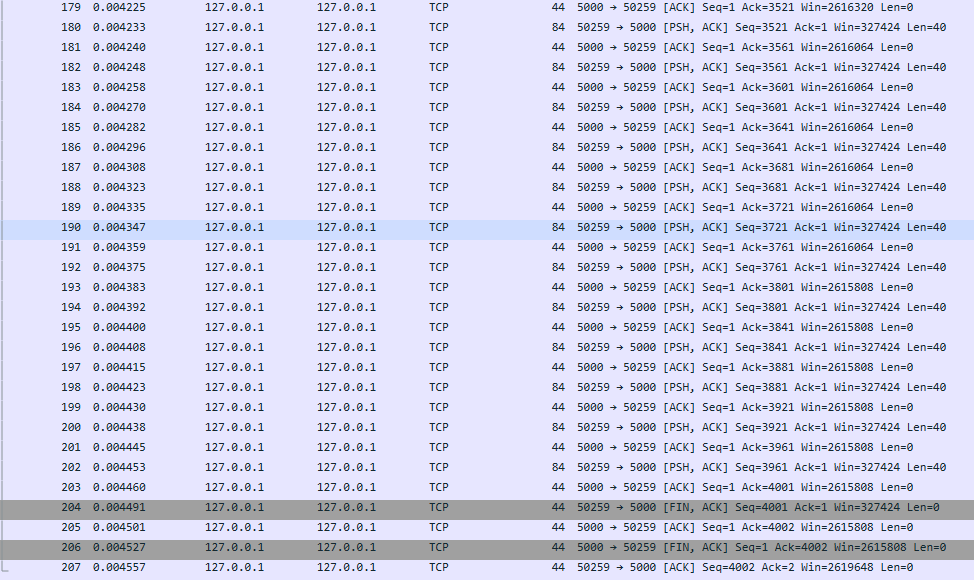 179 0.004225 127.0.0.1 127.0.0.1 TCP 44 5000 → 50259 [ACK] Seq=1 Ack=3521 Win=2616320 Len=0
180 0.004233 127.0.0.1 127.0.0.1 TCP 84 50259 → 5000 [PSH, ACK] Seq=3521 Ack=1 Win=327424 Len=40
181 0.004240 127.0.0.1 127.0.0.1 TCP 44 5000 → 50259 [ACK] Seq=1 Ack=3561 Win=2616064 Len=0
182 0.004248 127.0.0.1 127.0.0.1 TCP 84 50259 → 5000 [PSH, ACK] Seq=3561 Ack=1 Win=327424 Len=40
183 0.004258 127.0.0.1 127.0.0.1 TCP 44 5000 → 50259 [ACK] Seq=1 Ack=3601 Win=2616064 Len=0
184 0.004270 127.0.0.1 127.0.0.1 TCP 84 50259 → 5000 [PSH, ACK] Seq=3601 Ack=1 Win=327424 Len=40
185 0.004282 127.0.0.1 127.0.0.1 TCP 44 5000 → 50259 [ACK] Seq=1 Ack=3641 Win=2616064 Len=0
186 0.004296 127.0.0.1 127.0.0.1 TCP 84 50259 → 5000 [PSH, ACK] Seq=3641 Ack=1 Win=327424 Len=40
187 0.004308 127.0.0.1 127.0.0.1 TCP 44 5000 → 50259 [ACK] Seq=1 Ack=3681 Win=2616064 Len=0
188 0.004323 127.0.0.1 127.0.0.1 TCP 84 50259 → 5000 [PSH, ACK] Seq=3681 Ack=1 Win=327424 Len=40
189 0.004335 127.0.0.1 127.0.0.1 TCP 44 5000 → 50259 [ACK] Seq=1 Ack=3721 Win=2616064 Len=0
190 0.004347 127.0.0.1 127.0.0.1 TCP 84 50259 → 5000 [PSH, ACK] Seq=3721 Ack=1 Win=327424 Len=40
191 0.004359 127.0.0.1 127.0.0.1 TCP 44 5000 → 50259 [ACK] Seq=1 Ack=3761 Win=2616064 Len=0
192 0.004375 127.0.0.1 127.0.0.1 TCP 84 50259 → 5000 [PSH, ACK] Seq=3761 Ack=1 Win=327424 Len=40
193 0.004383 127.0.0.1 127.0.0.1 TCP 44 5000 → 50259 [ACK] Seq=1 Ack=3801 Win=2615808 Len=0
194 0.004392 127.0.0.1 127.0.0.1 TCP 84 50259 → 5000 [PSH, ACK] Seq=3801 Ack=1 Win=327424 Len=40
195 0.004400 127.0.0.1 127.0.0.1 TCP 44 5000 → 50259 [ACK] Seq=1 Ack=3841 Win=2615808 Len=0
196 0.004408 127.0.0.1 127.0.0.1 TCP 84 50259 → 5000 [PSH, ACK] Seq=3841 Ack=1 Win=327424 Len=40
197 0.004415 127.0.0.1 127.0.0.1 TCP 44 5000 → 50259 [ACK] Seq=1 Ack=3881 Win=2615808 Len=0
198 0.004423 127.0.0.1 127.0.0.1 TCP 84 50259 → 5000 [PSH, ACK] Seq=3881 Ack=1 Win=327424 Len=40
199 0.004430 127.0.0.1 127.0.0.1 TCP 44 5000 → 50259 [ACK] Seq=1 Ack=3921 Win=2615808 Len=0
200 0.004438 127.0.0.1 127.0.0.1 TCP 84 50259 → 5000 [PSH, ACK] Seq=3921 Ack=1 Win=327424 Len=40
201 0.004445 127.0.0.1 127.0.0.1 TCP 44 5000 → 50259 [ACK] Seq=1 Ack=3961 Win=2615808 Len=0
202 0.004453 127.0.0.1 127.0.0.1 TCP 84 50259 → 5000 [PSH, ACK] Seq=3961 Ack=1 Win=327424 Len=40
203 0.004460 127.0.0.1 127.0.0.1 TCP 44 5000 → 50259 [ACK] Seq=1 Ack=4001 Win=2615808 Len=0
204 0.004491 127.0.0.1 127.0.0.1 TCP 44 50259 → 5000 [FIN, ACK] Seq=4001 Ack=1 Win=327424 Len=0
205 0.004501 127.0.0.1 127.0.0.1 TCP 44 5000 → 50259 [ACK] Seq=1 Ack=4002 Win=2615808 Len=0
206 0.004527 127.0.0.1 127.0.0.1 TCP 44 5000 → 50259 [FIN, ACK] Seq=1 Ack=4002 Win=2615808 Len=0
207 0.004557 127.0.0.1 127.0.0.1 TCP 44 50259 → 5000 [ACK] Seq=4002 Ack=2 Win=2619648 Len=0